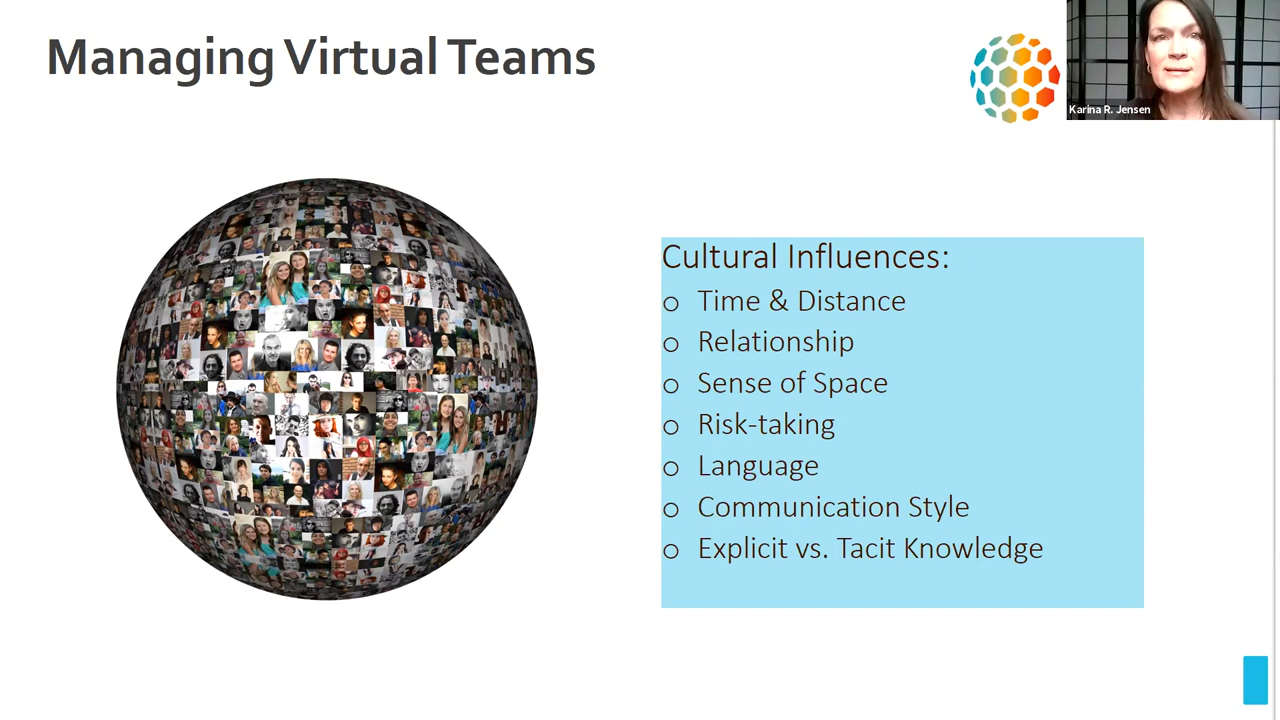 Managing Virtual Teams
Karina R. Jensen
Cultural Influences:
o Time & Distance
o Relationship
o Sense of Space
o Risk-taking
o Language
o Communication Style
o Explicit vs. Tacit Knowledge